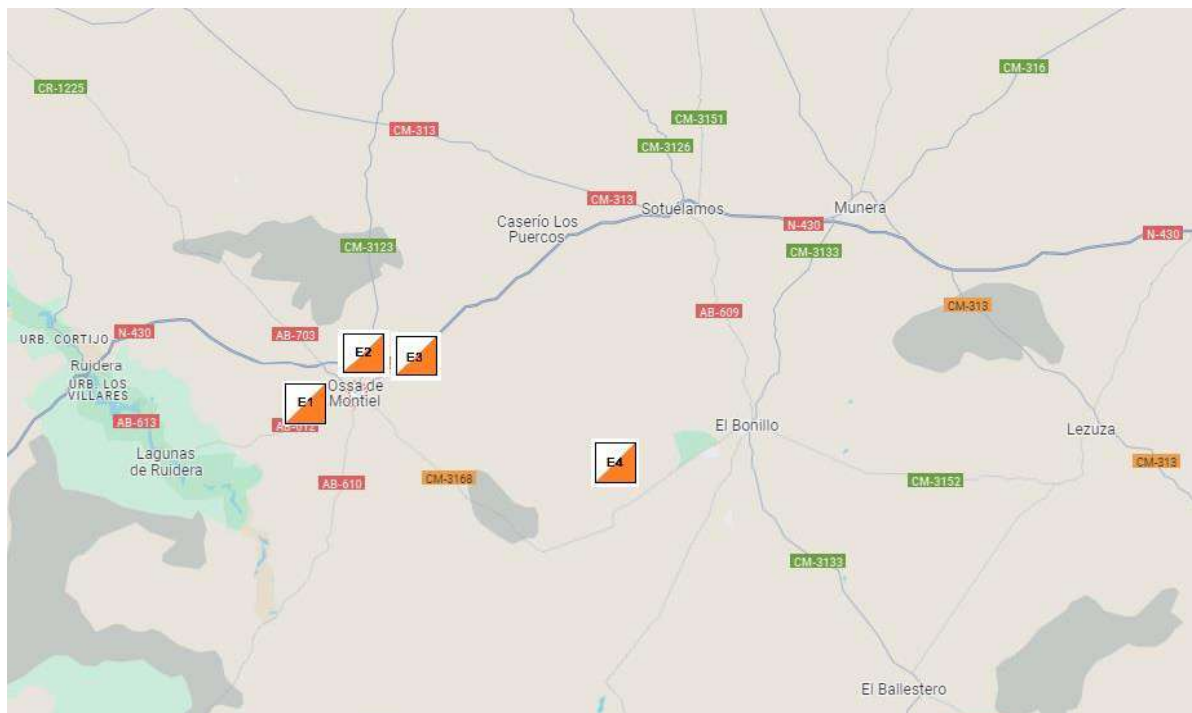 CM-316
CR-1225
CM-3151
CM-313
CM-3126
CM-313
Sotuélamos
Munera
Caserío Los
Puercos
N-430
N-430
CM-3123
CM-3133
CM-313
AB-609
N-430
AB-703
URB. CORTIJO
E2
E3
Ruidera
URB. LOS
VILLARES
Ossa de
Montiel
E1
AB-613
AB-612
El Bonillo
Lezuza
Lagunas
de Ruidera
E4
CM-313
AB-610
CM-3168
CM-3152
CM-3133
El Ballestero